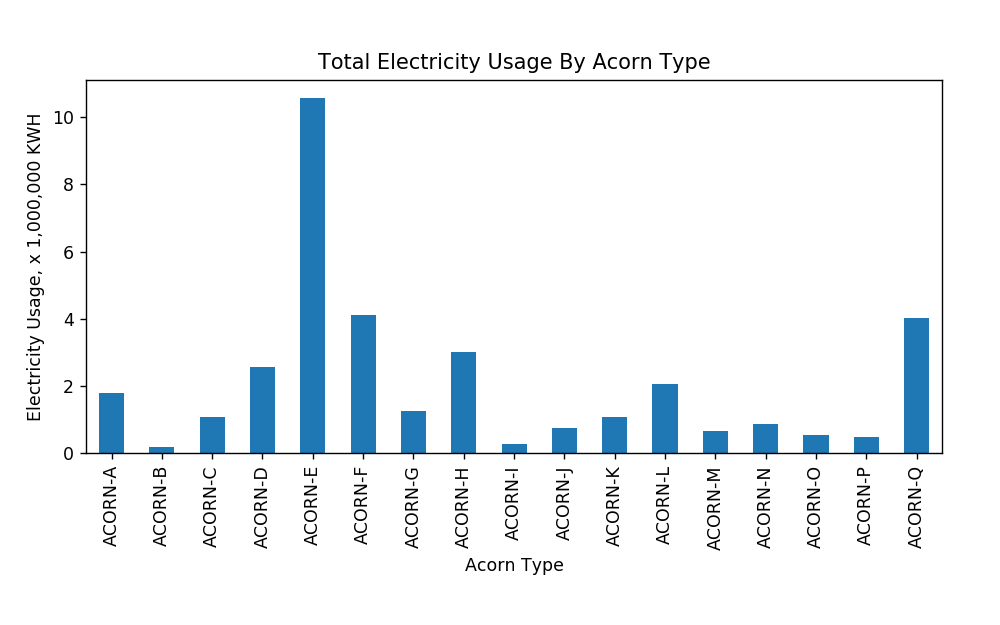 Total Electricity Usage By Acorn Type
Electricity Usage, x 1,000,000 KWH
10
8
6
4
2
0
ACORN-A
ACORN-B
ACORN-C
ACORN-D
ACORN-E
ACORN-F
ACORN-G
ACORN-H
ACORN-I
ACORN-J
ACORN-K
ACORN-L
ACORN-M
ACORN-N
ACORN-O
ACORN-P
ACORN-Q
Acorn Type